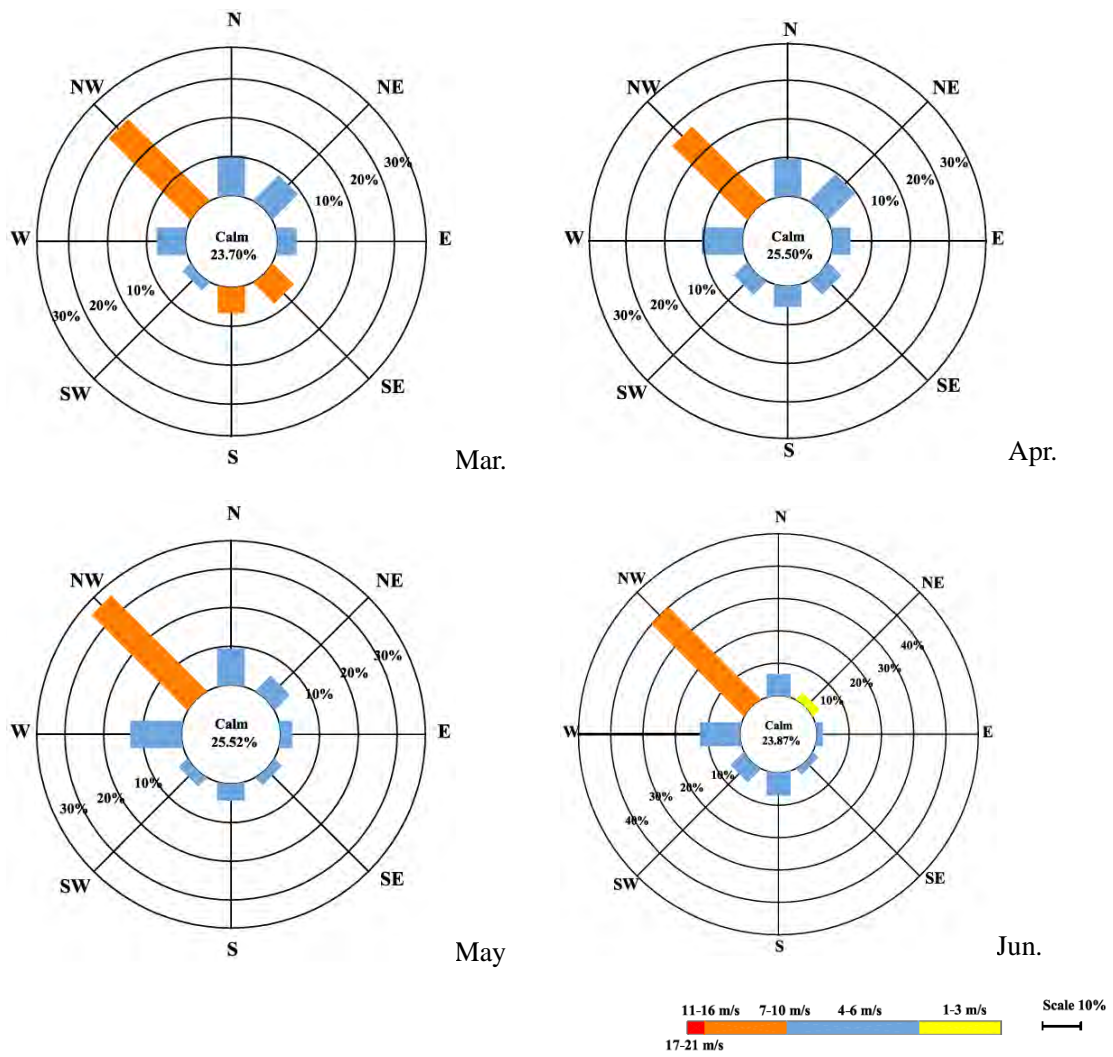 N
NW
NE
30%
20%
10%
W
Calm
23.70%
E
10%
20%
30%
SW
SE
S
Mar.
N
NW
NE
30%
20%
10%
W
Calm
25.50%
E
10%
20%
30%
SW
SE
S
Apr.
N
NW
NE
30%
20%
10%
W
Calm
25.52%
E
10%
20%
30%
SW
SE
S
May
N
NW
NE
40%
30%
20%
10%
W
Calm
23.87%
E
10%
20%
30%
40%
SW
SE
S
Jun.
11-16 m/s 7-10 m/s 4-6 m/s 1-3 m/s Scale 10%
17-21 m/s